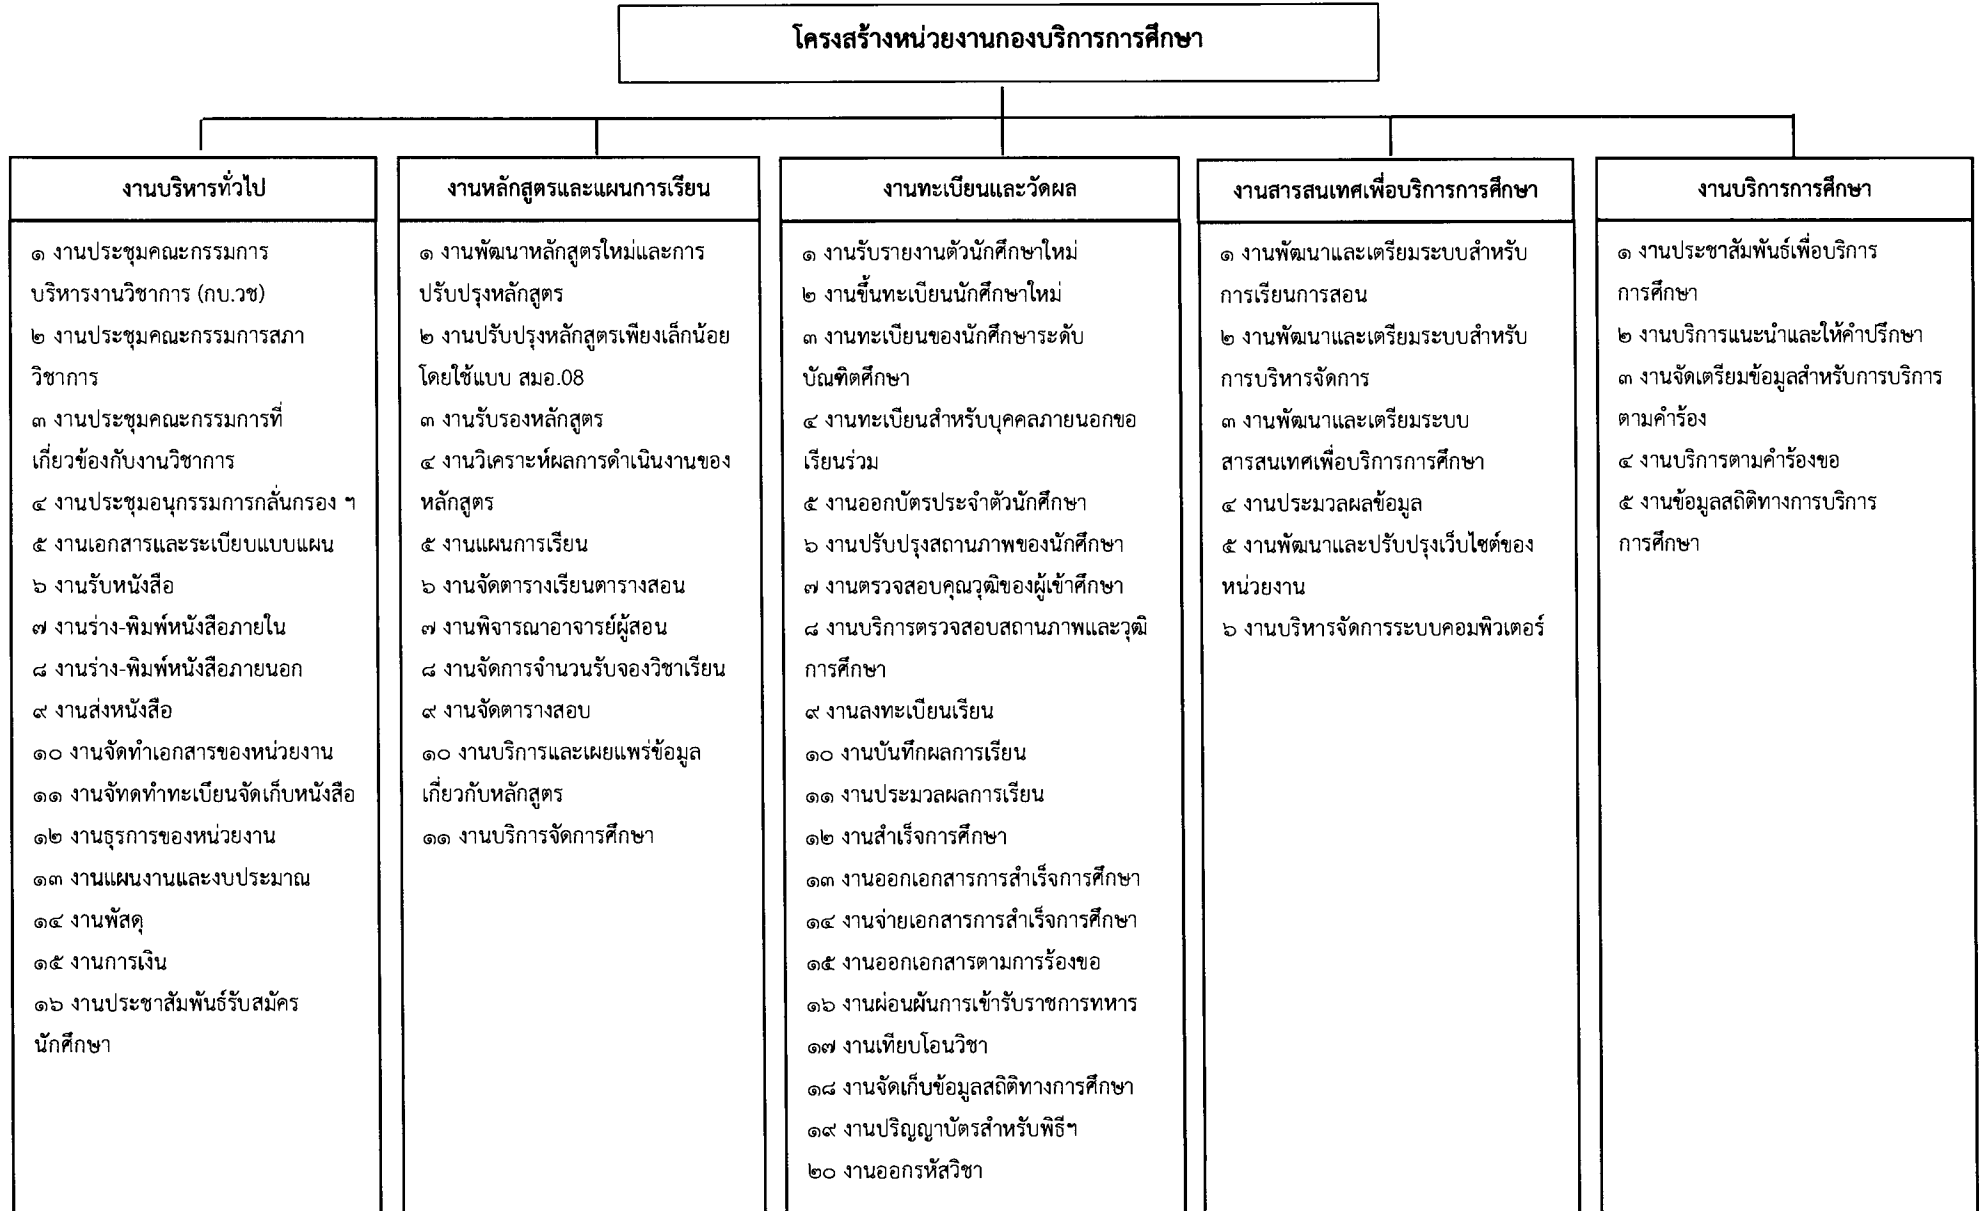 โครงสร้างหน่วยงานกองบริการการศึกษา
งานบริหารทั่วไป
๑ งานประชุมคณะกรรมการ
บริหารงานวิชาการ (กบ.วช)
๒ งานประชุมคณะกรรมการสภา
วิชาการ
๓ งานประชุมคณะกรรมการที่
เกี่ยวข้องกับงานวิชาการ
๔ งานประชุมอนุกรรมการกลั่นกรอง ฯ
๕ งานเอกสารและระเบียบแบบแผน
๖ งานรับหนังสือ
๗ งานร่าง-พิมพ์หนังสือภายใน
๘ งานร่าง-พิมพ์หนังสือภายนอก
๙ งานส่งหนังสือ
๑๐ งานจัดทำเอกสารของหน่วยงาน
๑๑ งานจัทดทำทะเบียนจัดเก็บหนังสือ
๑๒ งานธุรการของหน่วยงาน
๑๓ งานแผนงานและงบประมาณ
๑๔ งานพัสดุ
๑๕ งานการเงิน
๑๖ งานประชาสัมพันธ์รับสมัคร
นักศึกษา
งานหลักสูตรและแผนการเรียน
๑ งานพัฒนาหลักสูตรใหม่และการ
ปรับปรุงหลักสูตร
๒ งานปรับปรุงหลักสูตรเพียงเล็กน้อย
โดยใช้แบบ สมอ.08
๓ งานรับรองหลักสูตร
๔ งานวิเคราะห์ผลการดำเนินงานของ
หลักสูตร
๕ งานแผนการเรียน
๖ งานจัดตารางเรียนตารางสอน
๗ งานพิจารณาอาจารย์ผู้สอน
๘ งานจัดการจำนวนรับจองวิชาเรียน
๙ งานจัดตารางสอบ
๑๐ งานบริการและเผยแพร่ข้อมูล
เกี่ยวกับหลักสูตร
๑๑ งานบริการจัดการศึกษา
งานทะเบียนและวัดผล
๑ งานรับรายงานตัวนักศึกษาใหม่
๒ งานขึ้นทะเบียนนักศึกษาใหม่
๓ งานทะเบียนของนักศึกษาระดับ
บัณฑิตศึกษา
๔ งานทะเบียนสำหรับบุคคลภายนอกขอ
เรียนร่วม
๕ งานออกบัตรประจำตัวนักศึกษา
๖ งานปรับปรุงสถานภาพของนักศึกษา
๗ งานตรวจสอบคุณวุฒิของผู้เข้าศึกษา
๘ งานบริการตรวจสอบสถานภาพและวุฒิ
การศึกษา
๙ งานลงทะเบียนเรียน
๑๐ งานบันทึกผลการเรียน
๑๑ งานประมวลผลการเรียน
๑๒ งานสำเร็จการศึกษา
๑๓ งานออกเอกสารการสำเร็จการศึกษา
๑๔ งานจ่ายเอกสารการสำเร็จการศึกษา
๑๕ งานออกเอกสารตามการร้องขอ
๑๖ งานผ่อนผันการเข้ารับราชการทหาร
๑๗ งานเทียบโอนวิชา
๑๘ งานจัดเก็บข้อมูลสถิติทางการศึกษา
๑๙ งานปริญญาบัตรสำหรับพิธีฯ
๒๐ งานออกรหัสวิชา
งานสารสนเทศเพื่อบริการการศึกษา
๑ งานพัฒนาและเตรียมระบบสำหรับ
การเรียนการสอน
๒ งานพัฒนาและเตรียมระบบสำหรับ
การบริหารจัดการ
๓ งานพัฒนาและเตรียมระบบ
สารสนเทศเพื่อบริการการศึกษา
๔ งานประมวลผลข้อมูล
๕ งานพัฒนาและปรับปรุงเว็บไซต์ของ
หน่วยงาน
๖ งานบริหารจัดการระบบคอมพิวเตอร์
งานบริการการศึกษา
๑ งานประชาสัมพันธ์เพื่อบริการ
การศึกษา
๒ งานบริการแนะนำและให้คำปรึกษา
๓ งานจัดเตรียมข้อมูลสำหรับการบริการ
ตามคำร้อง
๔ งานบริการตามคำร้องขอ
๕ งานข้อมูลสถิติทางการบริการ
การศึกษา